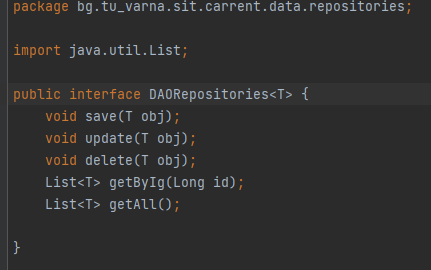 package bg.tu_varna.sit.carrent.data.repositories;
import java.util.List;
public interface DAORepositories<T> {
void save(T obj);
void update(T obj);
void delete(T obj);
List<T> getByIg(Long id);
List<T> getAll();
}